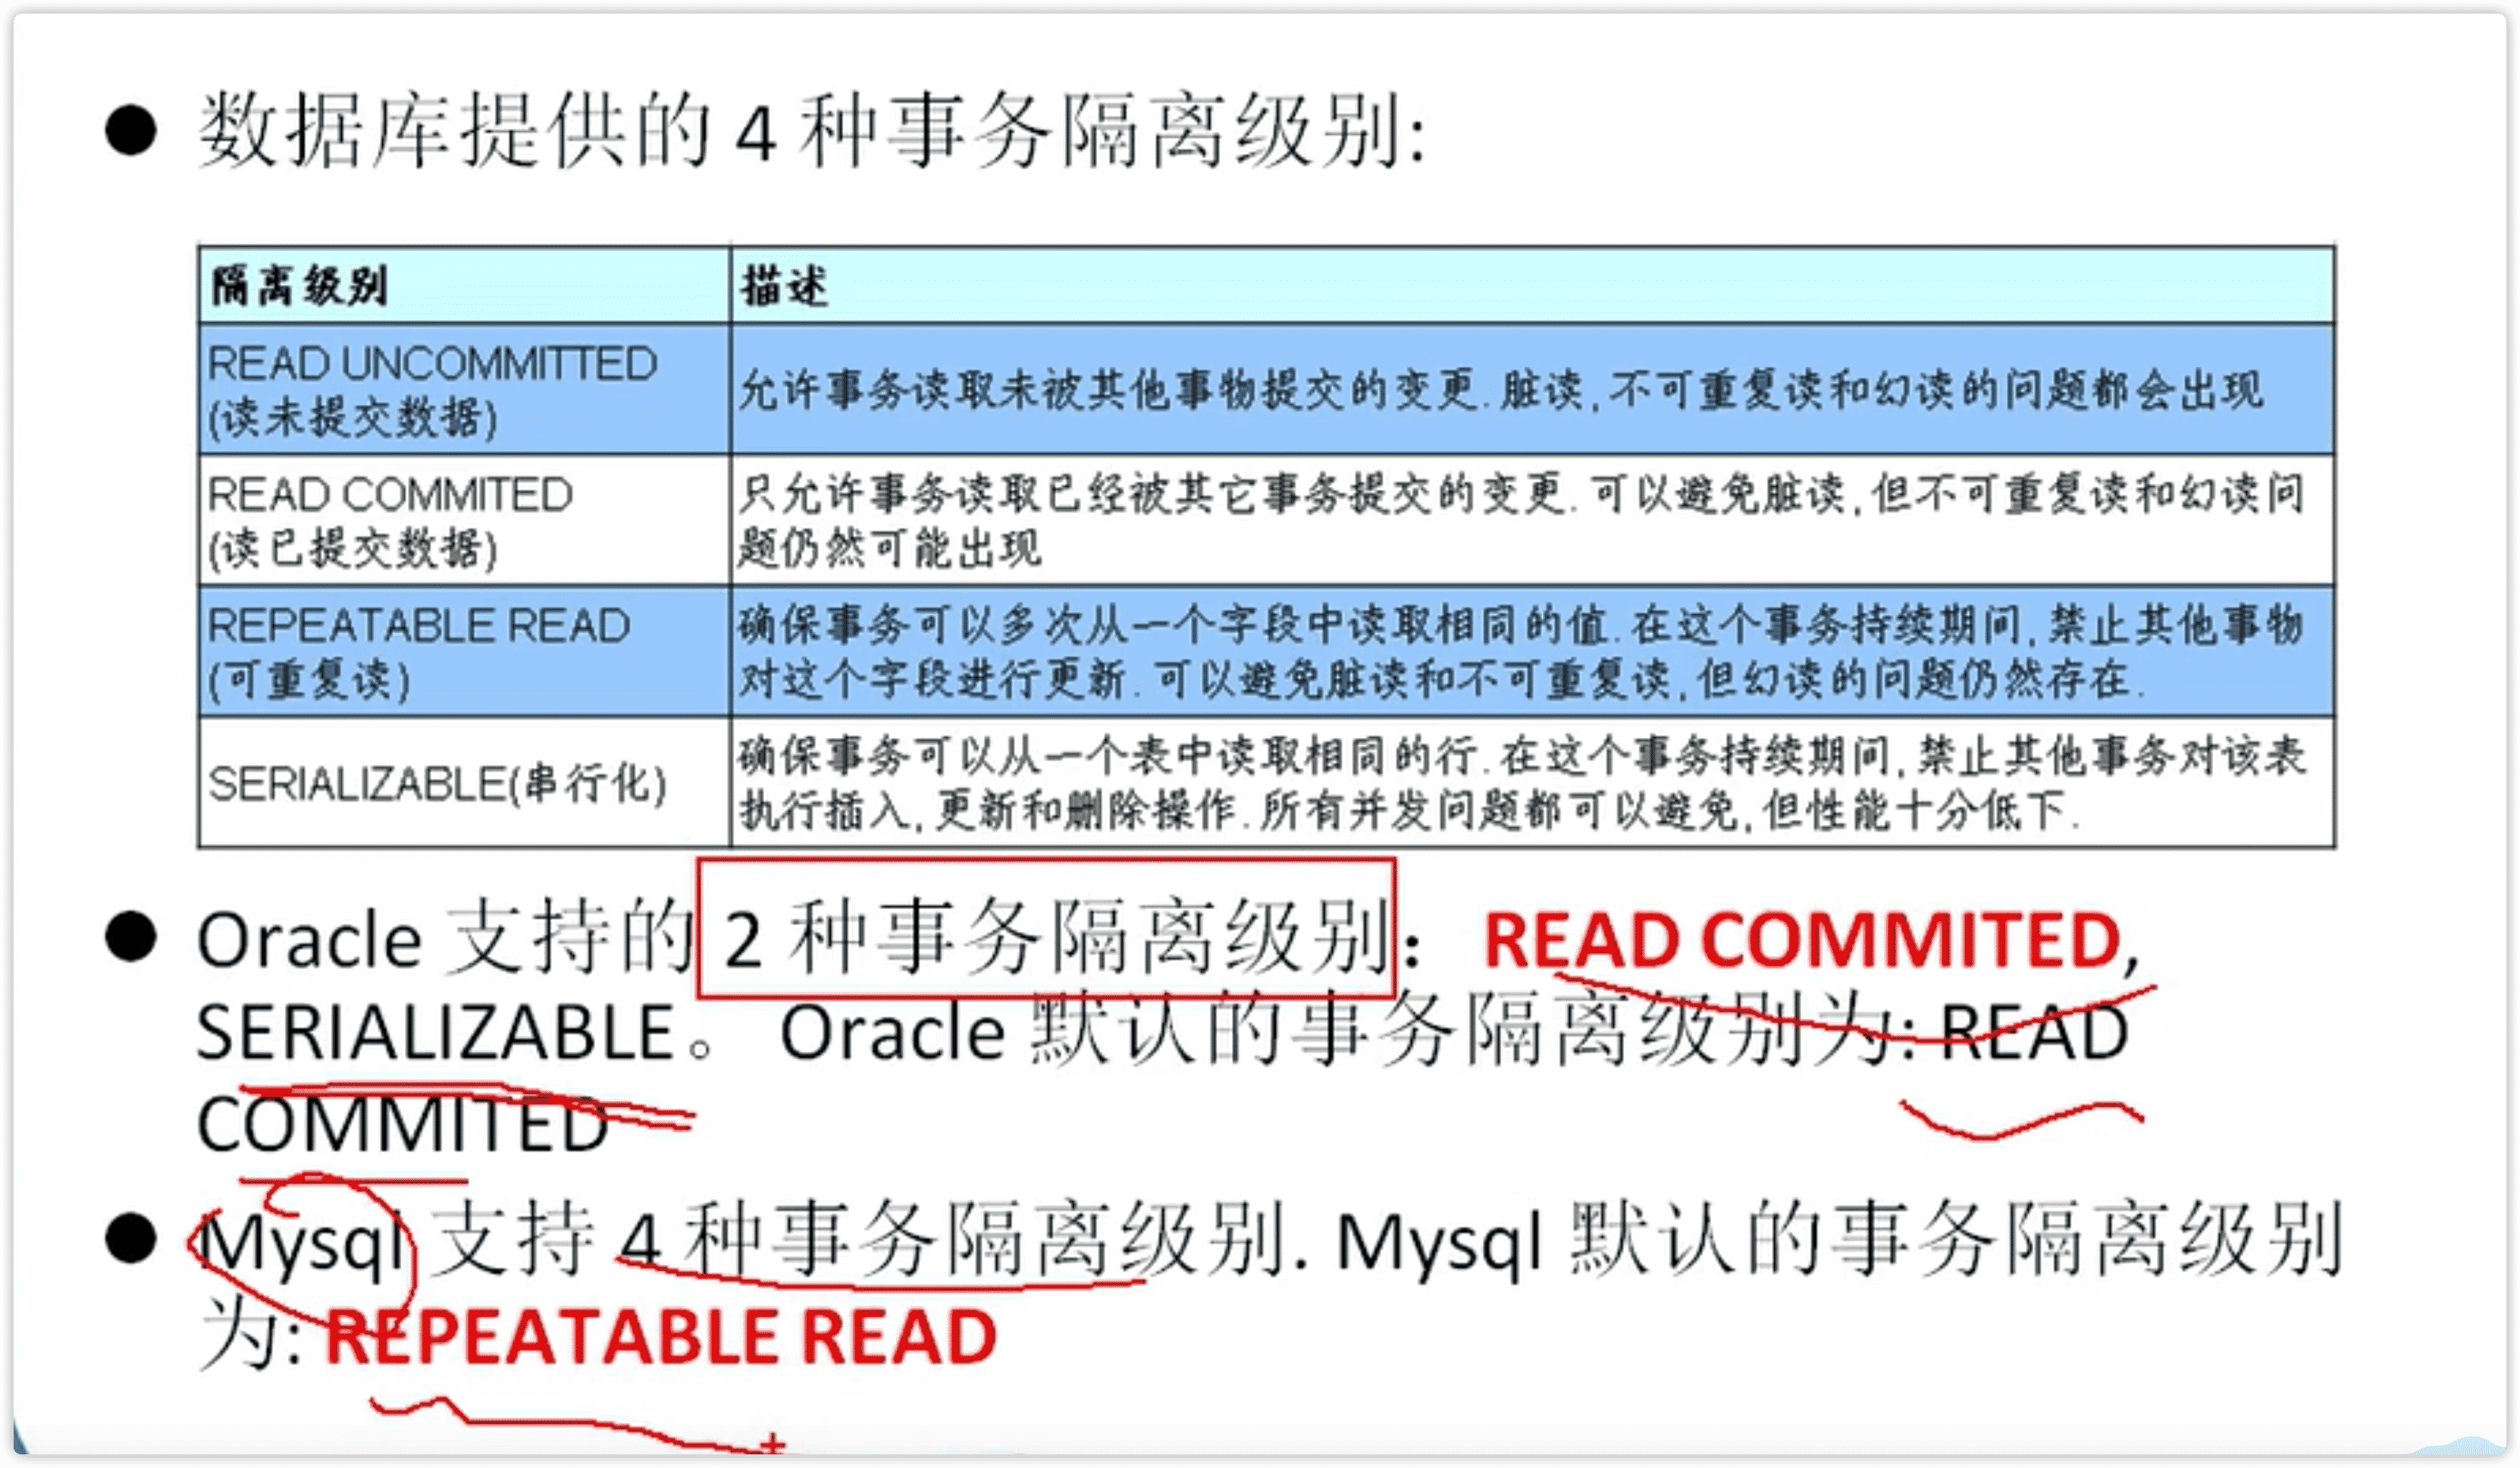 ● 数据库提供的 4 种事务隔离级别:
隔离级别 描述
READ UNCOMMITTED
(读未提交数据)
允许事务读取未被其他事物提交的变更.脏读,不可重复读和幻读的问题都会出现
READ COMMITED
(读已提交数据)
只允许事务读取已经被其它事务提交的变更.可以避免脏读,但不可重复读和幻读问
题仍然可能出现
REPEATABLE READ
(可重复读)
确保事务可以多次从一个字段中读取相同的值.在这个事务持续期间,禁止其他事物
对这个字段进行更新.可以避免脏读和不可重复读,但幻读的问题仍然存在.
SERIALIZABLE(串行化)
确保事务可以从一个表中读取相同的行.在这个事务持续期间,禁止其他事务对该表
执行插入,更新和删除操作.所有并发问题都可以避免,但性能十分低下.
● Oracle 支持的 2 种事务隔离级别：READ COMMITED,
SERIALIZABLE。 Oracle 默认的事务隔离级别为: READ
COMMITED
● Mysql 支持 4 种事务隔离级别. Mysql 默认的事务隔离级别
为: REPEATABLE READ